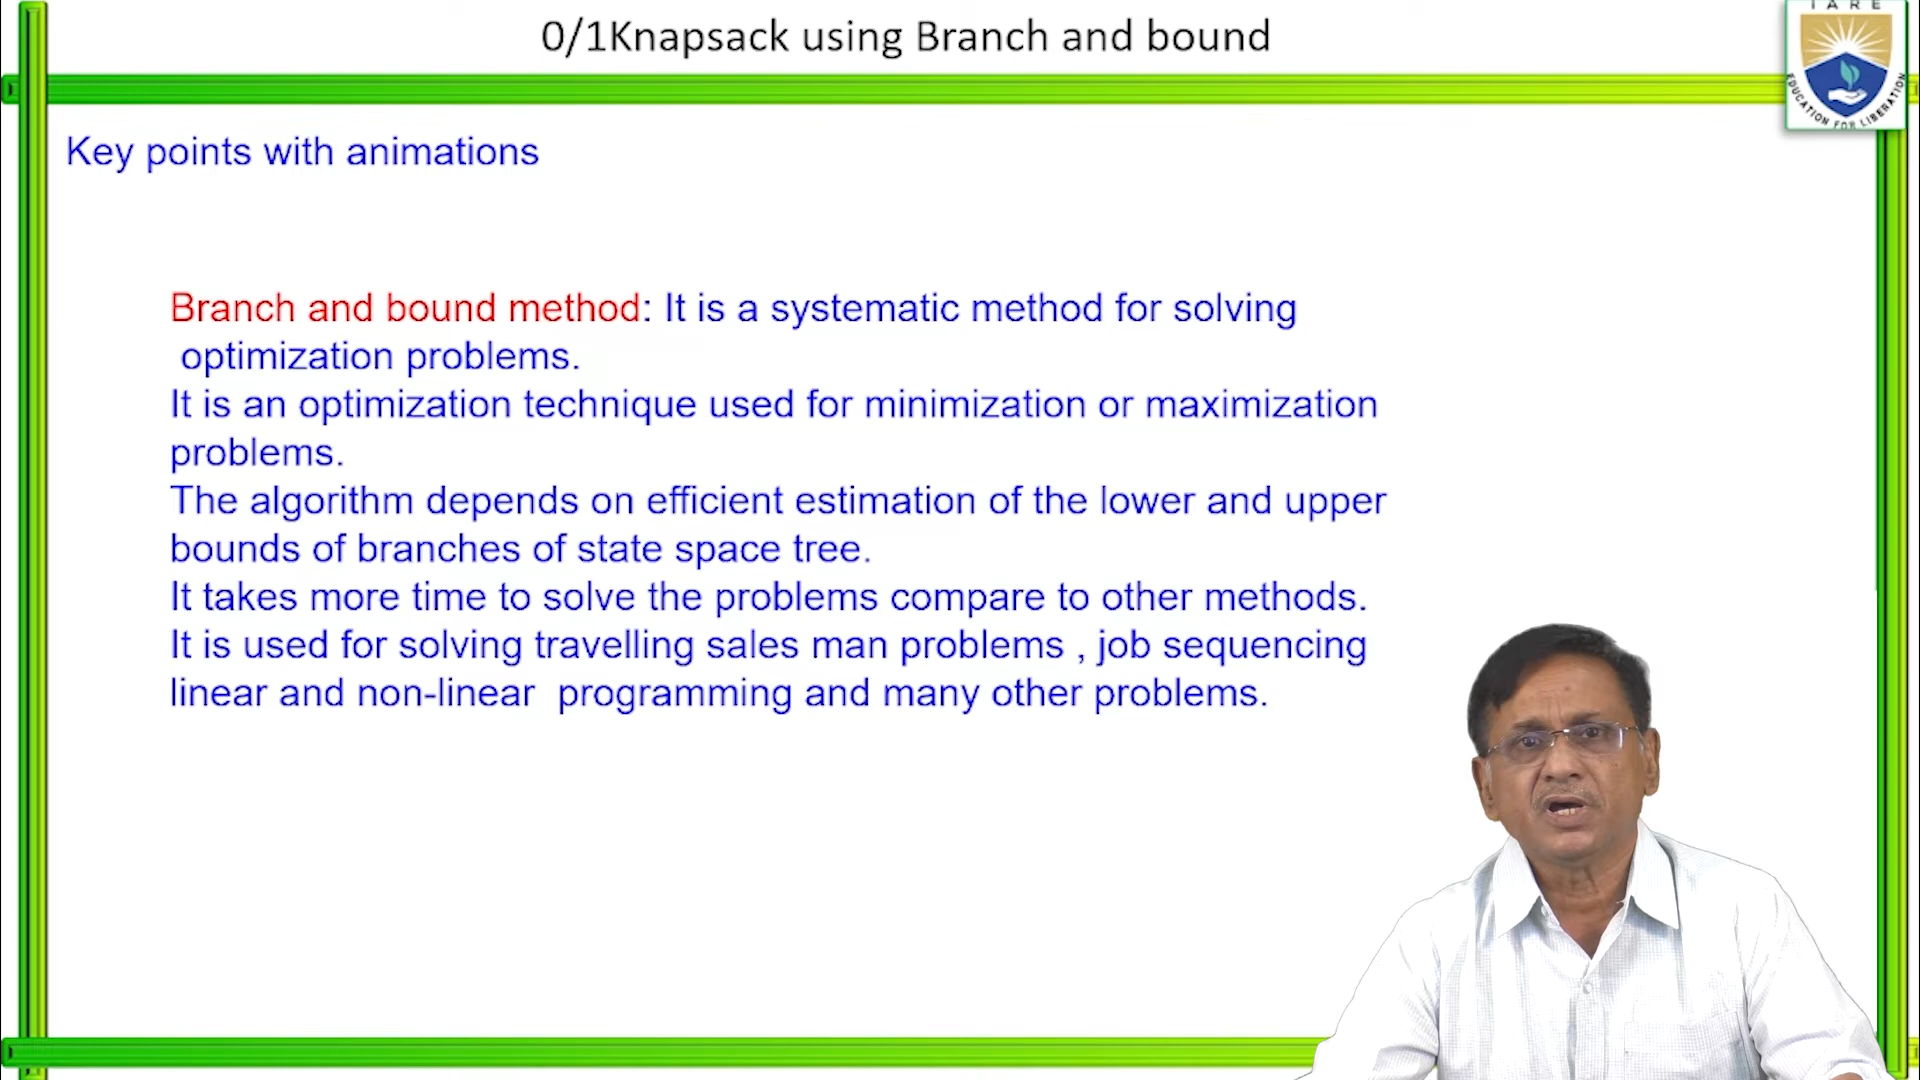 IARE
0/1Knapsack using Branch and bound
EDUCATION FOR LIBERATION
Key points with animations
Branch and bound method: It is a systematic method for solving
optimization problems.
It is an optimization technique used for minimization or maximization
problems.
The algorithm depends on efficient estimation of the lower and upper
bounds of branches of state space tree.
It takes more time to solve the problems compare to other methods.
It is used for solving travelling sales man problems , job sequencing
linear and non-linear  programming and many other problems.